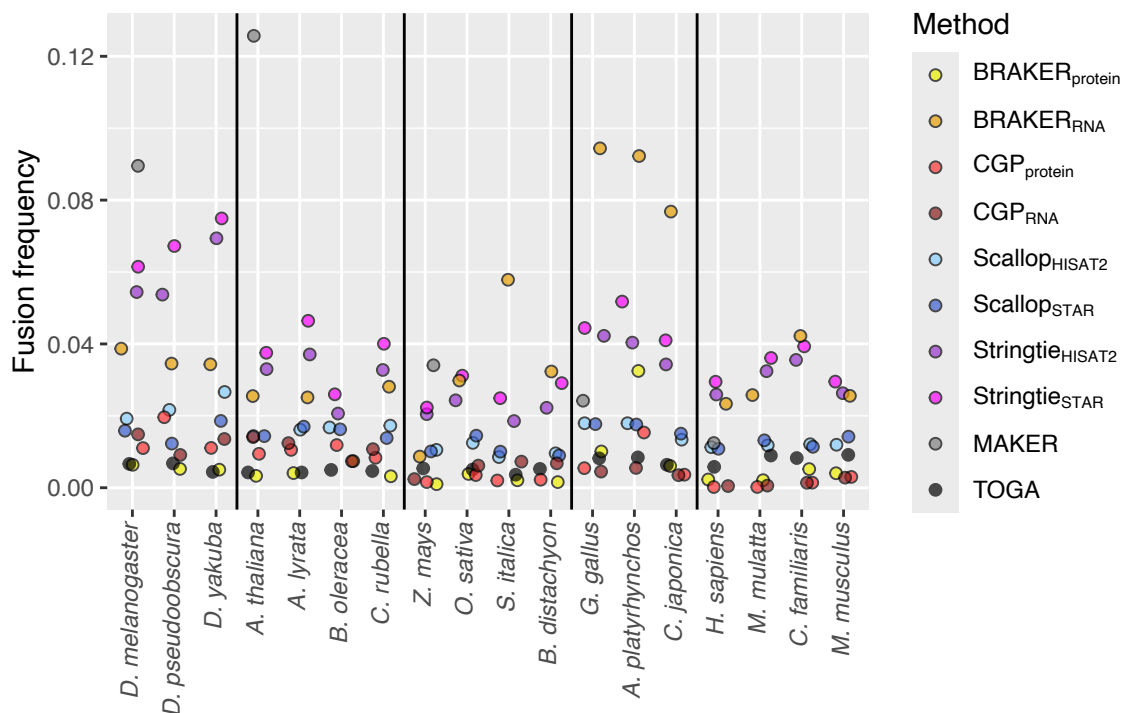 Fusion frequency
0.12
0.08
0.04
0.00
D. melanogaster
D. pseudoobscura
D. yakuba
A. thaliana
A. lyrata
B. oleracea
C. rubella
Z. mays
O. sativa
S. italica
B. distachyon
G. gallus
A. platyrhynchos
C. japonica
H. sapiens
M. mulatta
C. familiaris
M. musculus
Method
BRAKERprotein
BRAKERRNA
CGPprotein
CGPRNA
ScallopHISAT2
ScallopSTAR
StringtieHISAT2
StringtieSTAR
MAKER
TOGA